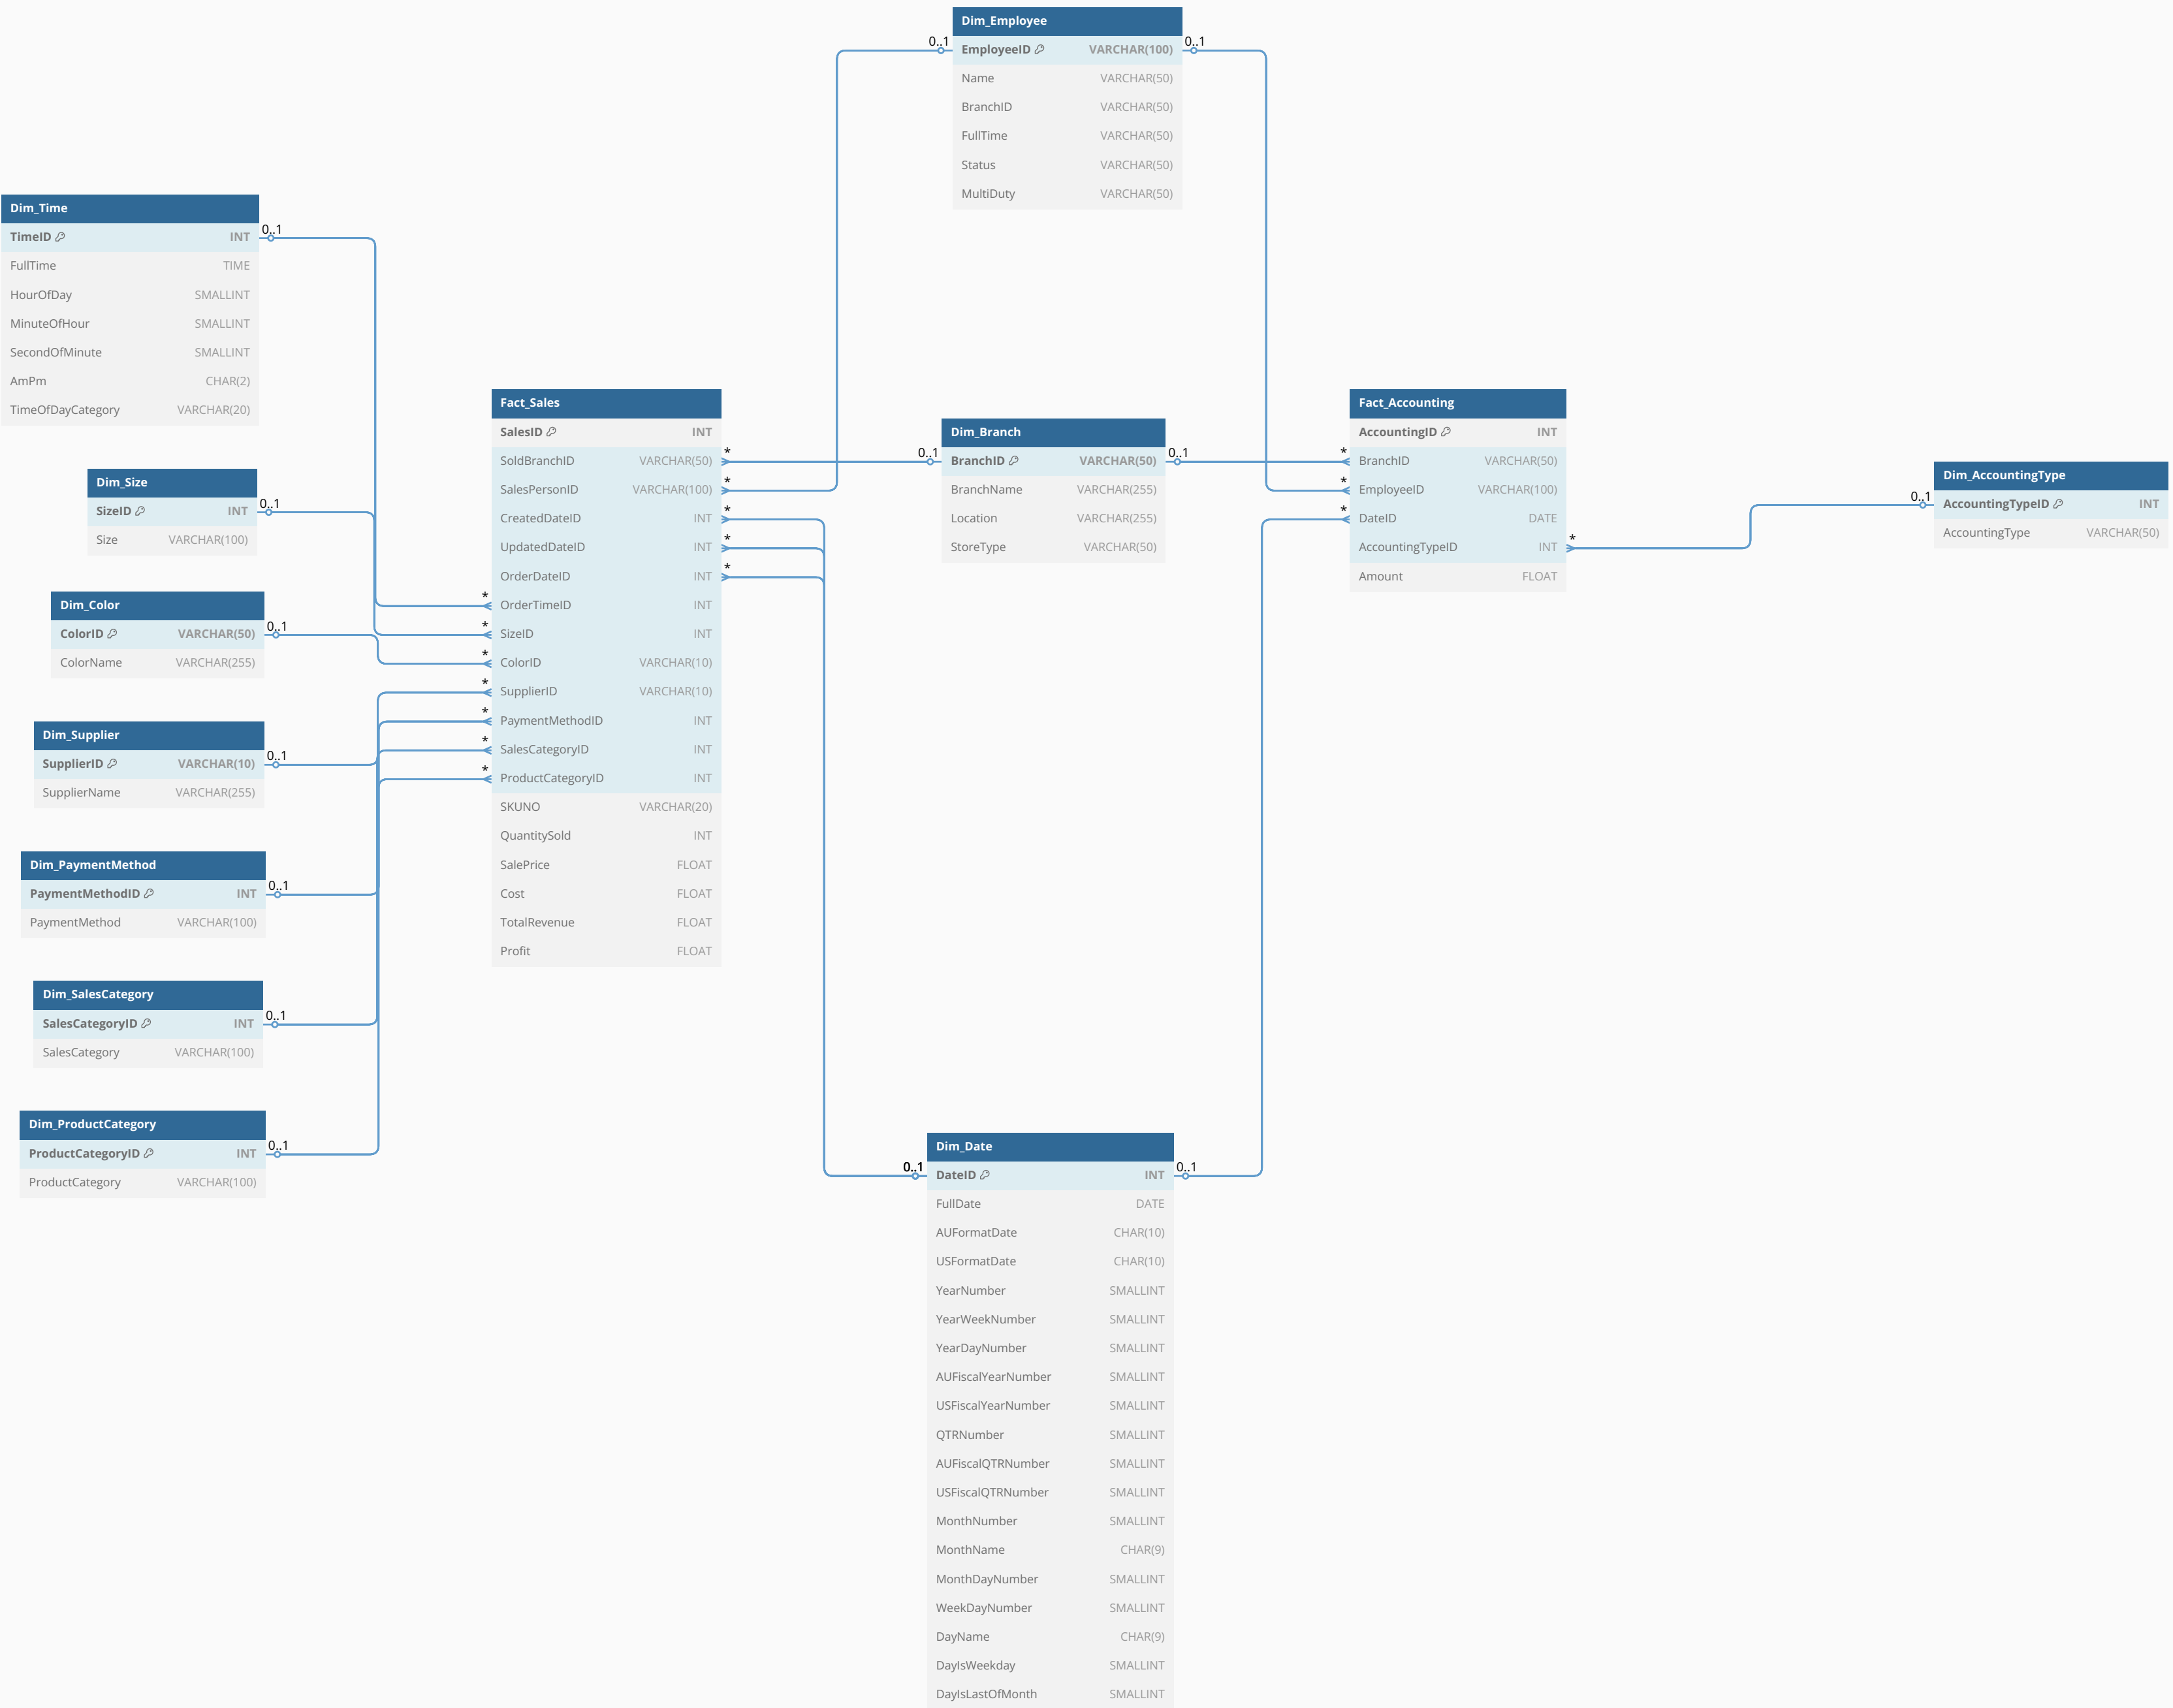 Dim_Employee
0..1
EmployeeID VARCHAR(100)
0..1
Name VARCHAR(50)
BranchID VARCHAR(50)
FullTime VARCHAR(50)
Status VARCHAR(50)
MultiDuty VARCHAR(50)
Dim_Time
TimeID INT
0..1
FullTime TIME
HourOfDay SMALLINT
MinuteOfHour SMALLINT
SecondOfMinute SMALLINT
AmPm CHAR(2)
TimeOfDayCategory VARCHAR(20)
Dim_Size
SizeID INT
0..1
Size VARCHAR(100)
Dim_Color
ColorID VARCHAR(50)
0..1
ColorName VARCHAR(255)
Dim_Supplier
SupplierID VARCHAR(10)
0..1
SupplierName VARCHAR(255)
Dim_PaymentMethod
PaymentMethodID INT
0..1
PaymentMethod VARCHAR(100)
Dim_SalesCategory
SalesCategoryID INT
0..1
SalesCategory VARCHAR(100)
Dim_ProductCategory
ProductCategoryID INT
0..1
ProductCategory VARCHAR(100)
Fact_Sales
SalesID INT
SoldBranchID VARCHAR(50) *
SalesPersonID VARCHAR(100) *
CreatedDateID INT *
UpdatedDateID INT *
OrderDateID INT *
* OrderTimeID INT
* SizeID INT
* ColorID VARCHAR(10)
* SupplierID VARCHAR(10)
* PaymentMethodID INT
* SalesCategoryID INT
* ProductCategoryID INT
SKUNO VARCHAR(20)
QuantitySold INT
SalePrice FLOAT
Cost FLOAT
TotalRevenue FLOAT
Profit FLOAT
Dim_Branch
0..1
BranchID VARCHAR(50)
0..1
BranchName VARCHAR(255)
Location VARCHAR(255)
StoreType VARCHAR(50)
Fact_Accounting
AccountingID INT
* BranchID VARCHAR(50)
* EmployeeID VARCHAR(100)
* DateID DATE
AccountingTypeID INT *
Amount FLOAT
Dim_AccountingType
0..1
AccountingTypeID INT
AccountingType VARCHAR(50)
Dim_Date
0..1
DateID INT
0..1
FullDate DATE
AUFormatDate CHAR(10)
USFormatDate CHAR(10)
YearNumber SMALLINT
YearWeekNumber SMALLINT
YearDayNumber SMALLINT
AUFiscalYearNumber SMALLINT
USFiscalYearNumber SMALLINT
QTRNumber SMALLINT
AUFiscalQTRNumber SMALLINT
USFiscalQTRNumber SMALLINT
MonthNumber SMALLINT
MonthName CHAR(9)
MonthDayNumber SMALLINT
WeekDayNumber SMALLINT
DayName CHAR(9)
DayIsWeekday SMALLINT
DayIsLastOfMonth SMALLINT